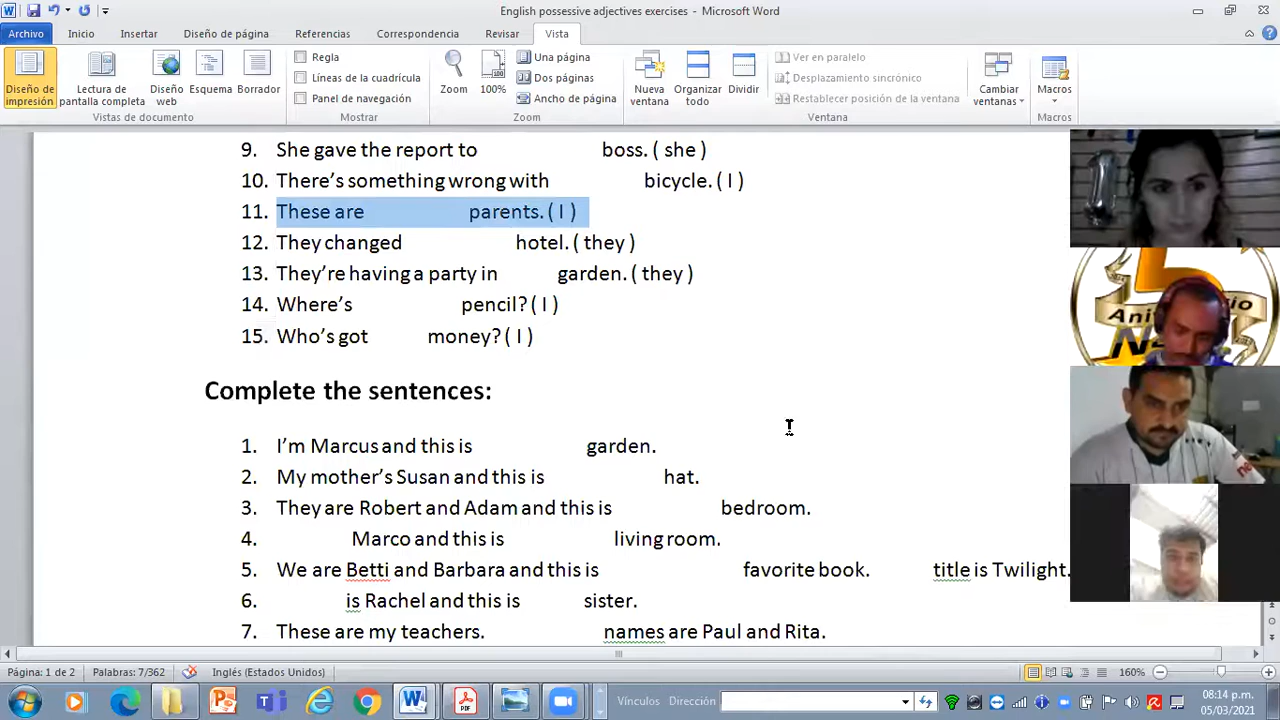 English possessive adjectives exercises - Microsoft Word
Archivo Inicio Insertar Diseño de página Referencias Correspondencia Revisar Vista
Diseño de impresión
Lectura de pantalla completa
Diseño web
Esquema
Borrador
Vistas de documento
Regla
Líneas de la cuadrícula
Panel de navegación
Mostrar
Zoom
100%
Una página
Dos páginas
Ancho de página
Zoom
Nueva ventana
Organizar todo
Dividir
Ver en paralelo
Desplazamiento sincrónico
Restablecer posición de la ventana
Ventana
Cambiar ventanas
Macros
Macros
9. She gave the report to boss. ( she )
10. There's something wrong with bicycle. ( I )
11. These are parents. ( I )
12. They changed hotel. ( they )
13. They're having a party in garden. ( they )
14. Where's pencil? ( I )
15. Who's got money? ( I )
Complete the sentences:
1. I'm Marcus and this is garden.
2. My mother's Susan and this is hat.
3. They are Robert and Adam and this is bedroom.
4. Marco and this is living room.
5. We are Betti and Barbara and this is favorite book. title is Twilight.
6. is Rachel and this is sister.
7. These are my teachers. names are Paul and Rita.
Página: 1 de 2 Palabras: 7/362 Inglés (Estados Unidos) 160%
Vínculos Dirección
08:14 p.m.
05/03/2021